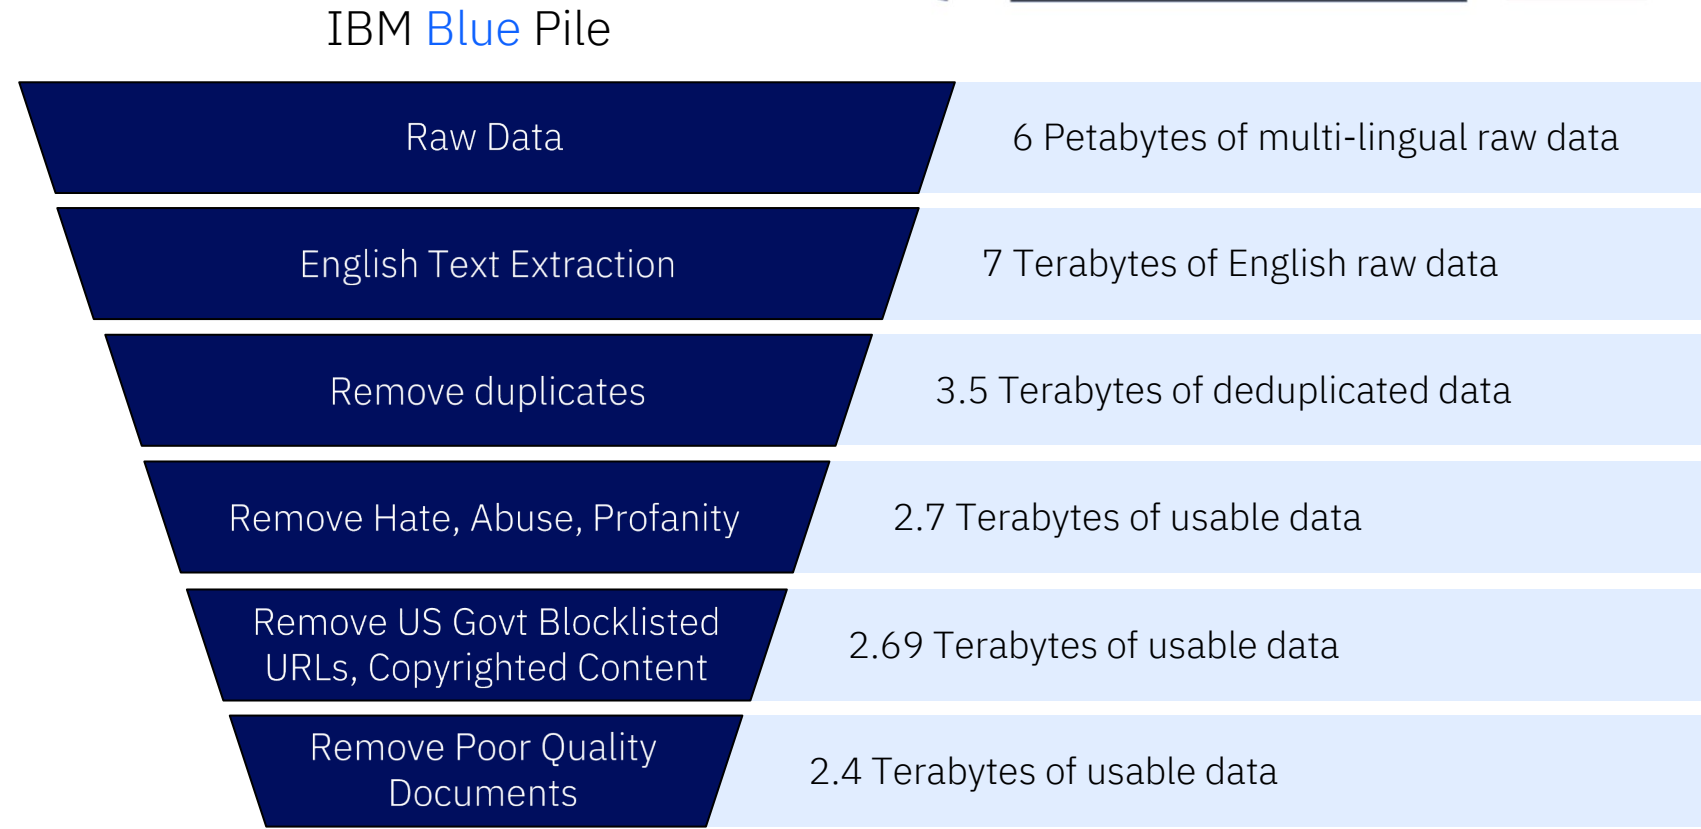 IBM Blue Pile
Raw Data
6 Petabytes of multi-lingual raw data
English Text Extraction
7 Terabytes of English raw data
Remove duplicates
3.5 Terabytes of deduplicated data
Remove Hate, Abuse, Profanity
2.7 Terabytes of usable data
Remove US Govt Blocklisted
URLs, Copyrighted Content
2.69 Terabytes of usable data
Remove Poor Quality
Documents
2.4 Terabytes of usable data